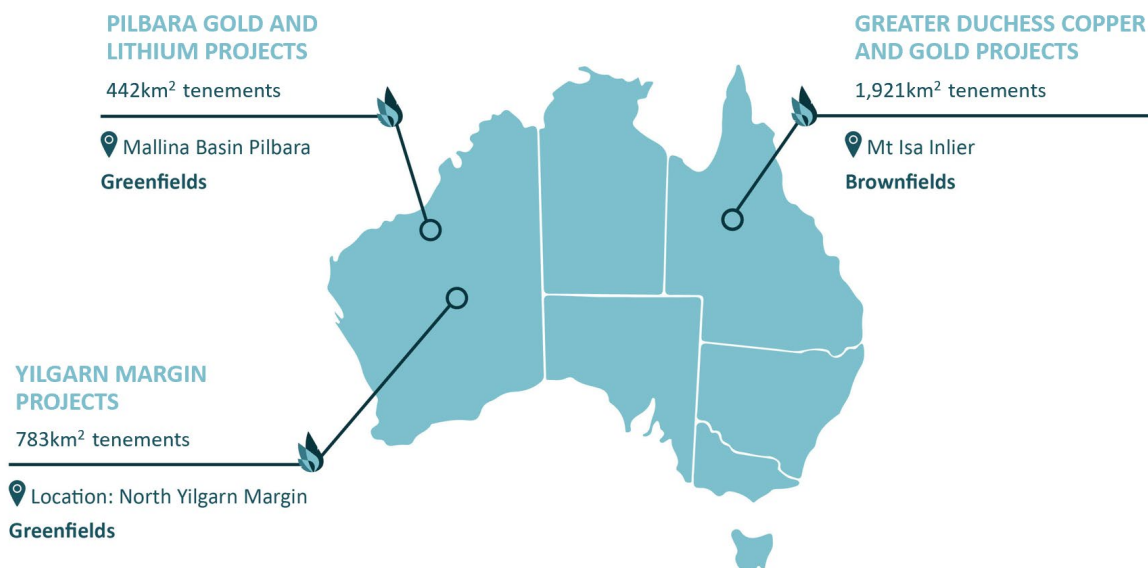 PILBARA GOLD AND
LITHIUM PROJECTS
442km² tenements
Mallina Basin Pilbara
Greenfields
GREATER DUCHESS COPPER
AND GOLD PROJECTS
1,921km² tenements
Mt Isa Inlier
Brownfields
YILGARN MARGIN
PROJECTS
783km² tenements
Location: North Yilgarn Margin
Greenfields